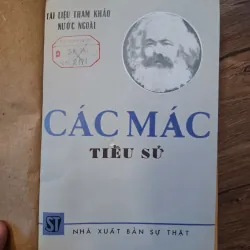 TÀI LIỆU THAM KHẢO
NƯỚC NGOÀI
CÁC MÁC
TIỂU SỬ
ST
NHÀ XUẤT BẢN SỰ THẬT